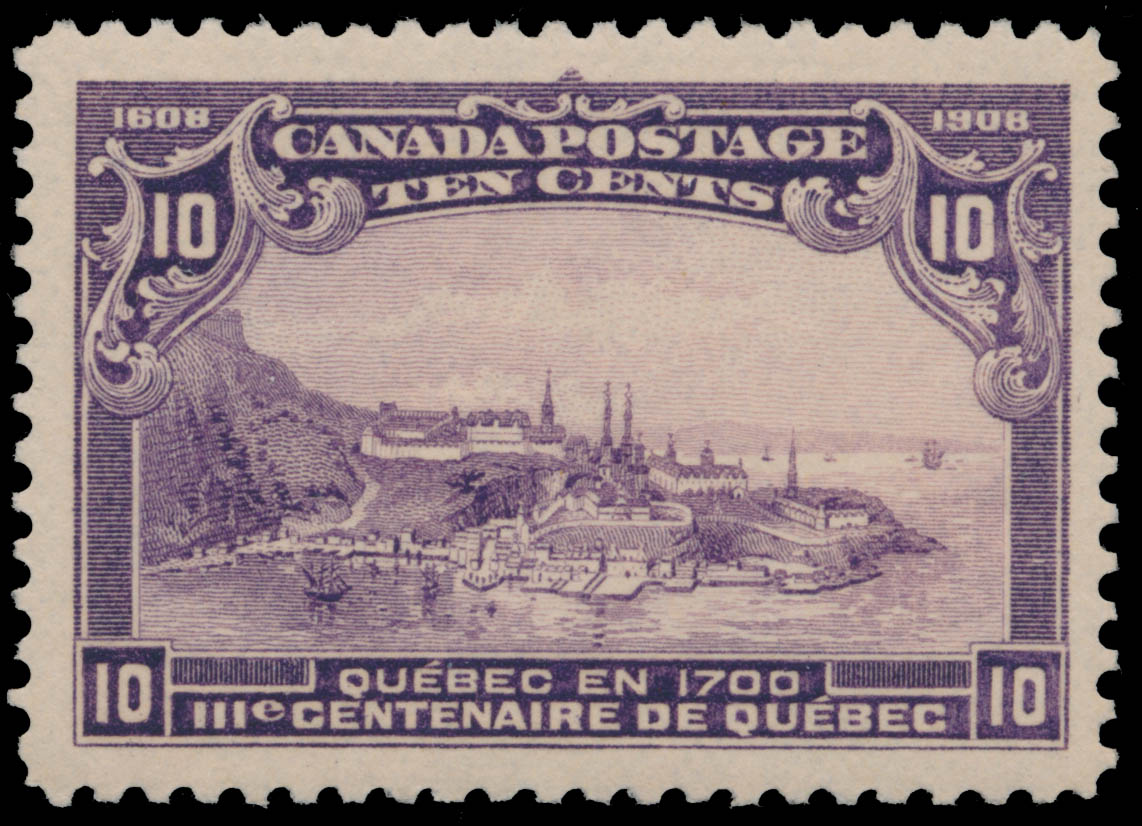 1608 1908
CANADA POSTAGE
TEN CENTS
10 10
QUÉBEC EN 1700
10 IIIe CENTENAIRE DE QUÉBEC 10